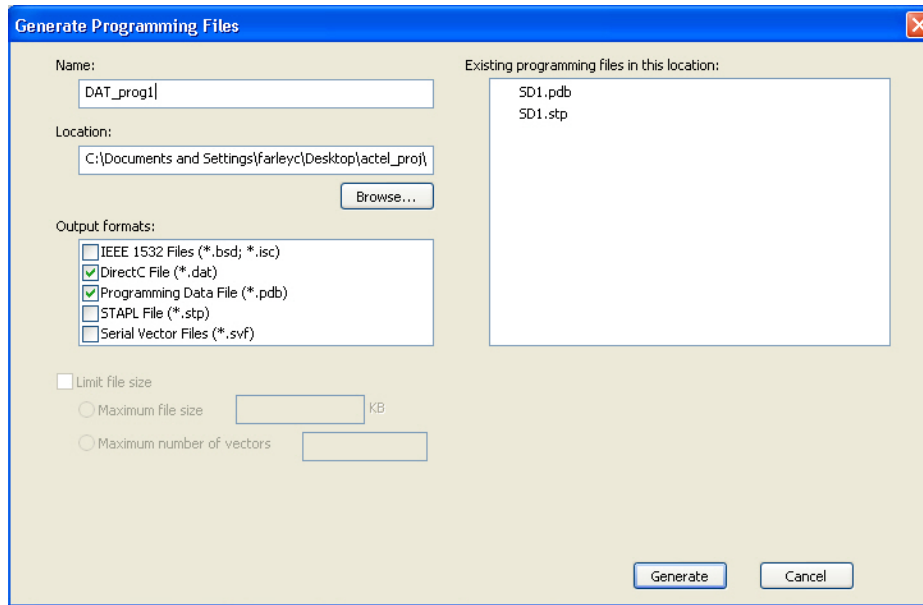 Generate Programming Files
Name:
DAT_prog1
Location:
C:\Documents and Settings\farleyc\Desktop\actel_proj\
Browse...
Output formats:
IEEE 1532 Files (*.bsd; *.isc)
DirectC File (*.dat)
Programming Data File (*.pdb)
STAPL File (*.stp)
Serial Vector Files (*.svf)
Limit file size
Maximum file size KB
Maximum number of vectors
Existing programming files in this location:
SD1.pdb
SD1.stp
Generate Cancel